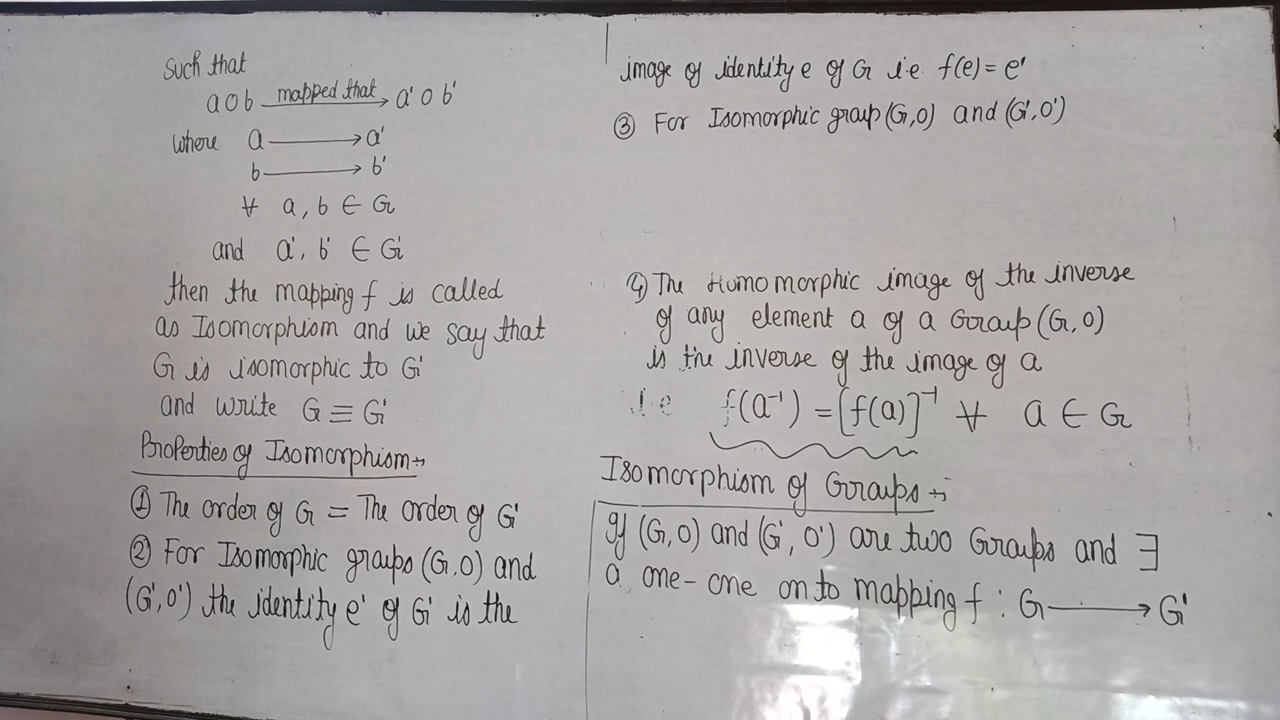 Such that
a o b mapped that → a' o b'
where a → a'
b → b'
∀ a, b ∈ G
and a', b' ∈ G'
then the mapping f is called
as Isomorphism and we say that
G is isomorphic to G'
and write G ≡ G'
Properties of Isomorphism →
① The order of G = The order of G'
② For Isomorphic groups (G, O) and
(G', O') the identity e' of G' is the
image of identity e of G i.e f(e) = e'
③ For Isomorphic group (G, O) and (G', O')
④ The Homomorphic image of the inverse
of any element a of a Group (G, O)
is the inverse of the image of a
i.e f(a⁻¹) = [f(a)]⁻¹ ∀ a ∈ G
Isomorphism of Groups →
If (G, O) and (G', O') are two Groups and ∃
a one-one on to mapping f : G → G'